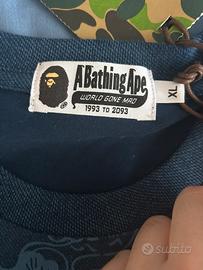 A Bathing Ape
WORLD GONE MAD
1993 TO 2093
XL
subito